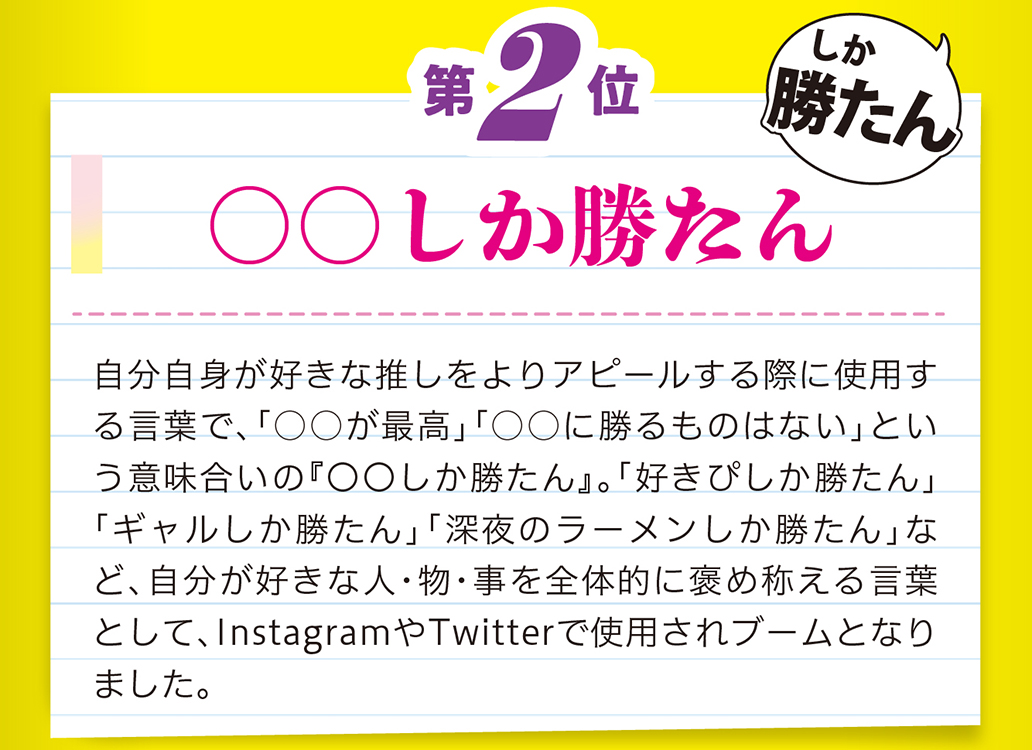 第2位
しか
勝たん
○○しか勝たん
自分自身が好きな推しをよりアピールする際に使用す
る言葉で、「○○が最高」「○○に勝るものはない」とい
う意味合いの『〇〇しか勝たん』。「好きぴしか勝たん」
「ギャルしか勝たん」「深夜のラーメンしか勝たん」な
ど、自分が好きな人・物・事を全体的に褒め称える言葉
として、InstagramやTwitterで使用されブームとなり
ました。